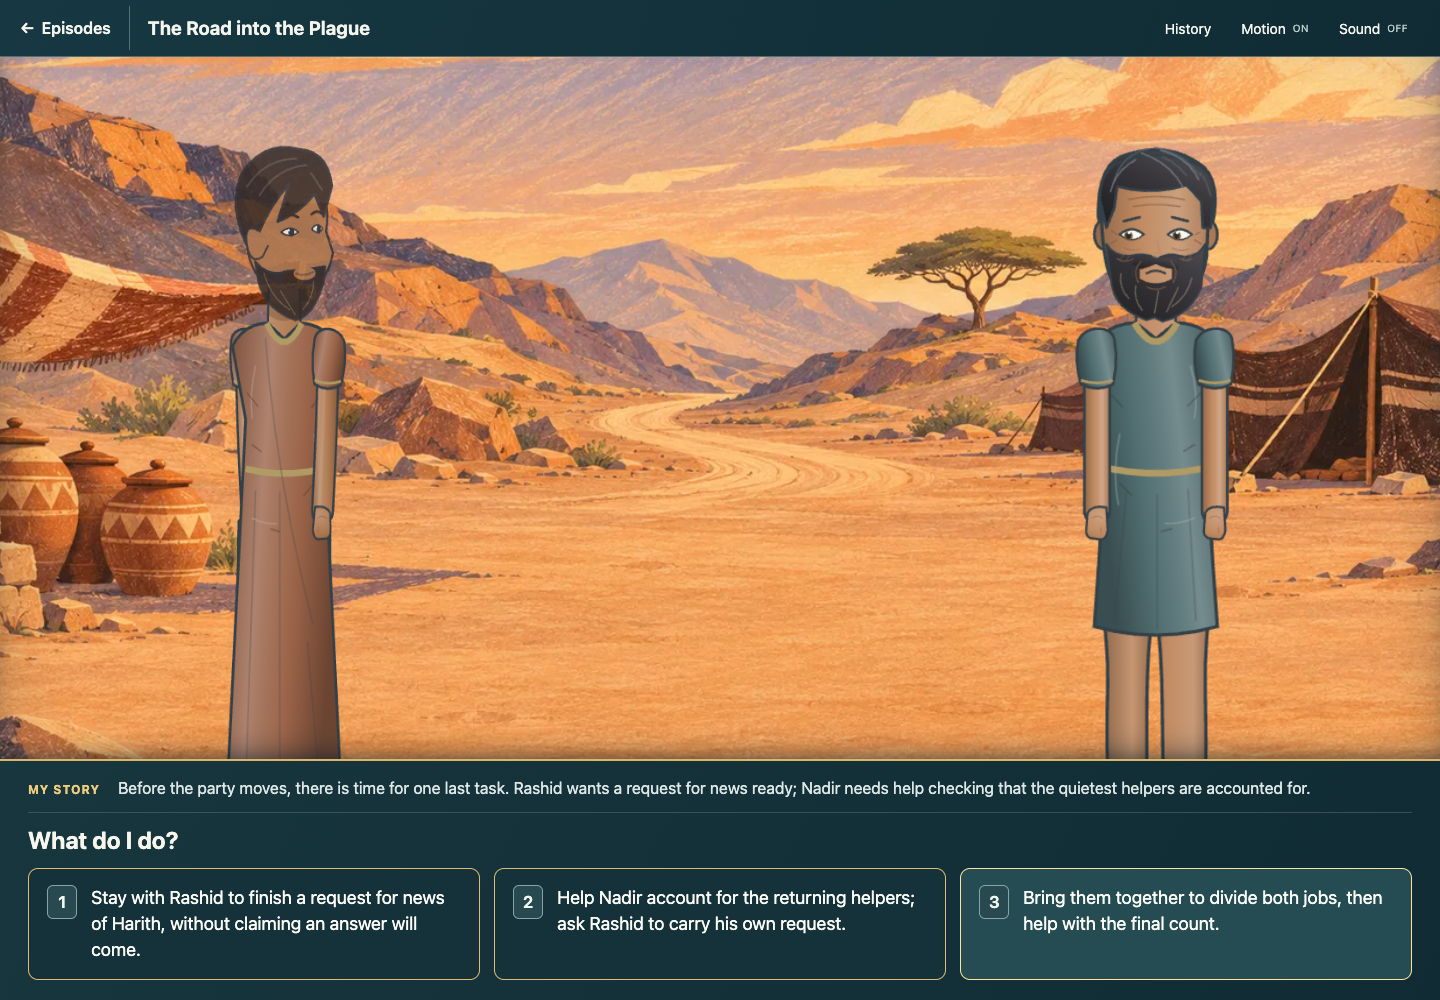 ← Episodes
The Road into the Plague
History
Motion ON
Sound OFF
MY STORY Before the party moves, there is time for one last task. Rashid wants a request for news ready; Nadir needs help checking that the quietest helpers are accounted for.
What do I do?
1 Stay with Rashid to finish a request for news
of Harith, without claiming an answer will
come.
2 Help Nadir account for the returning helpers;
ask Rashid to carry his own request.
3 Bring them together to divide both jobs, then
help with the final count.